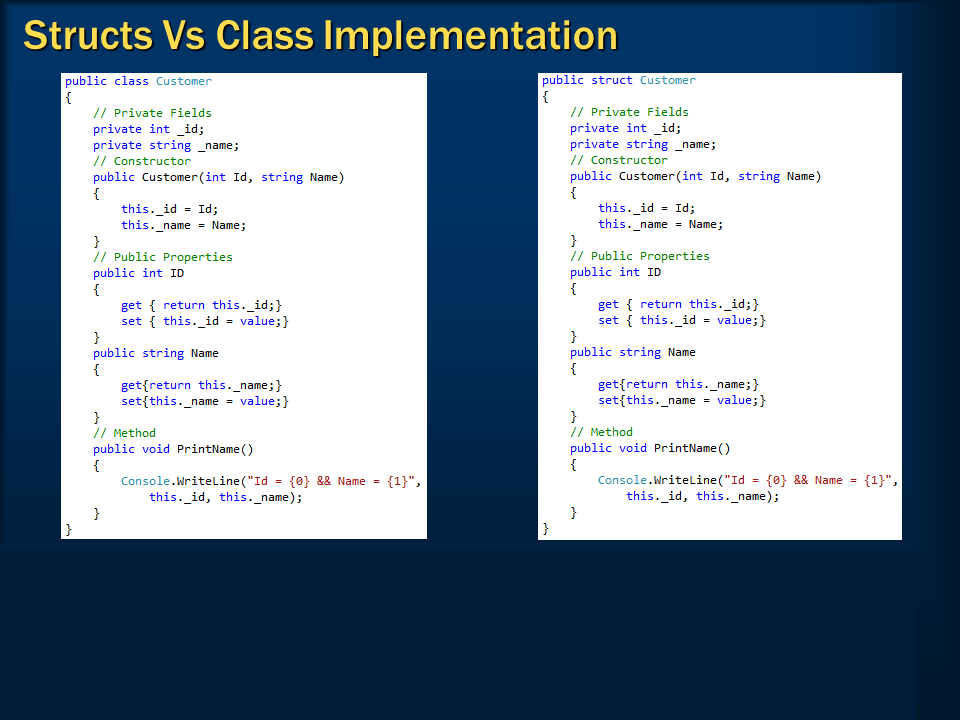 Structs Vs Class Implementation
public class Customer
{
    // Private Fields
    private int _id;
    private string _name;
    // Constructor
    public Customer(int Id, string Name)
    {
        this._id = Id;
        this._name = Name;
    }
    // Public Properties
    public int ID
    {
        get { return this._id;}
        set { this._id = value;}
    }
    public string Name
    {
        get{return this._name;}
        set{this._name = value;}
    }
    // Method
    public void PrintName()
    {
        Console.WriteLine("Id = {0} && Name = {1}",
            this._id, this._name);
    }
}
public struct Customer
{
    // Private Fields
    private int _id;
    private string _name;
    // Constructor
    public Customer(int Id, string Name)
    {
        this._id = Id;
        this._name = Name;
    }
    // Public Properties
    public int ID
    {
        get { return this._id;}
        set { this._id = value;}
    }
    public string Name
    {
        get{return this._name;}
        set{this._name = value;}
    }
    // Method
    public void PrintName()
    {
        Console.WriteLine("Id = {0} && Name = {1}",
            this._id, this._name);
    }
}